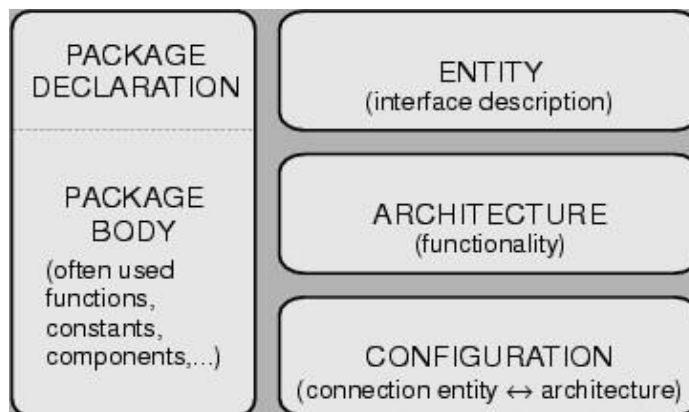 PACKAGE
DECLARATION
PACKAGE
BODY
(often used
functions,
constants,
components,...)
ENTITY
(interface description)
ARCHITECTURE
(functionality)
CONFIGURATION
(connection entity ↔ architecture)